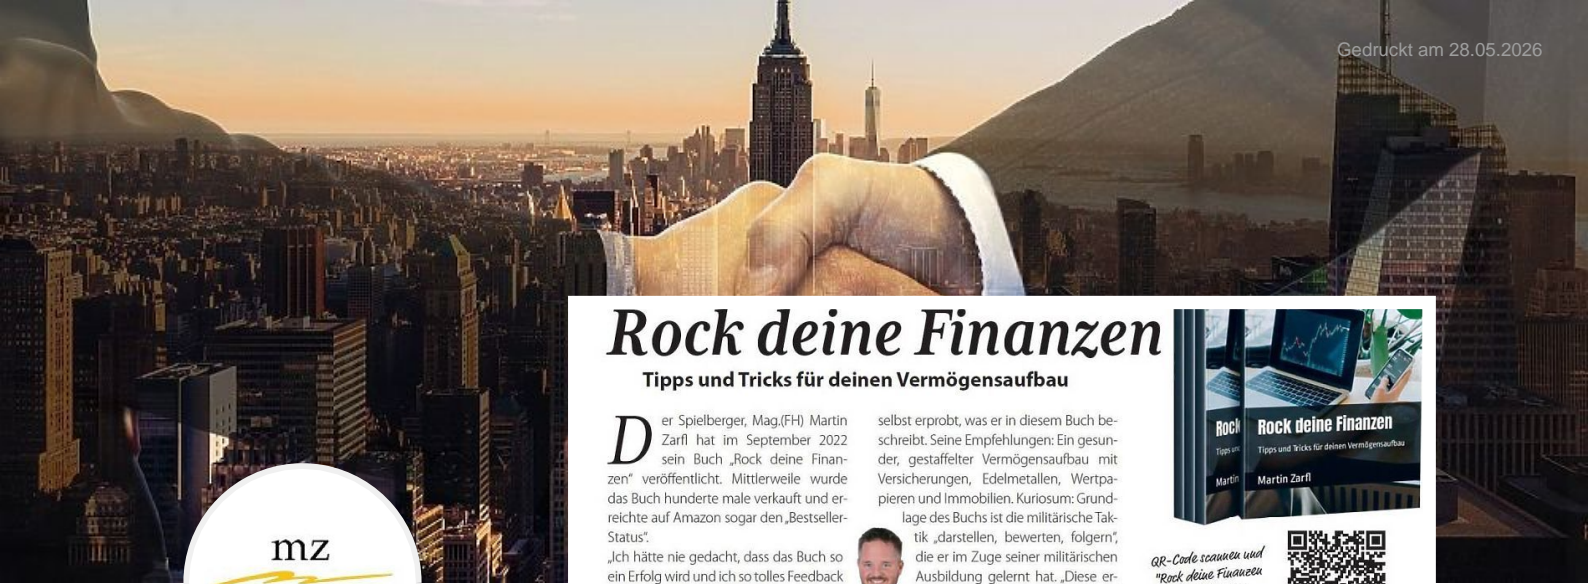 Gedruckt am 28.05.2026
Rock deine Finanzen
Tipps und Tricks für deinen Vermögensaufbau
Der Spielberger, Mag.(FH) Martin
Zarfl hat im September 2022
sein Buch „Rock deine Finan-
zen“ veröffentlicht. Mittlerweile wurde
das Buch hunderte male verkauft und er-
reichte auf Amazon sogar den „Bestseller-
Status“.
„Ich hätte nie gedacht, dass das Buch so
ein Erfolg wird und ich so tolles Feedback
selbst erprobt, was er in diesem Buch be-
schreibt. Seine Empfehlungen: Ein gesun-
der, gestaffelter Vermögensaufbau mit
Versicherungen, Edelmetallen, Wertpa-
pieren und Immobilien. Kuriosum: Grund-
lage des Buchs ist die militärische Tak-
tik „darstellen, bewerten, folgern“,
die er im Zuge seiner militärischen
Ausbildung gelernt hat. „Diese er-
Rock
Tipps un
Martin
Rock deine Finanzen
Tipps und Tricks für deinen Vermögensaufbau
Martin Zarfl
QR-Code scannen und
"Rock deine Finanzen
mz